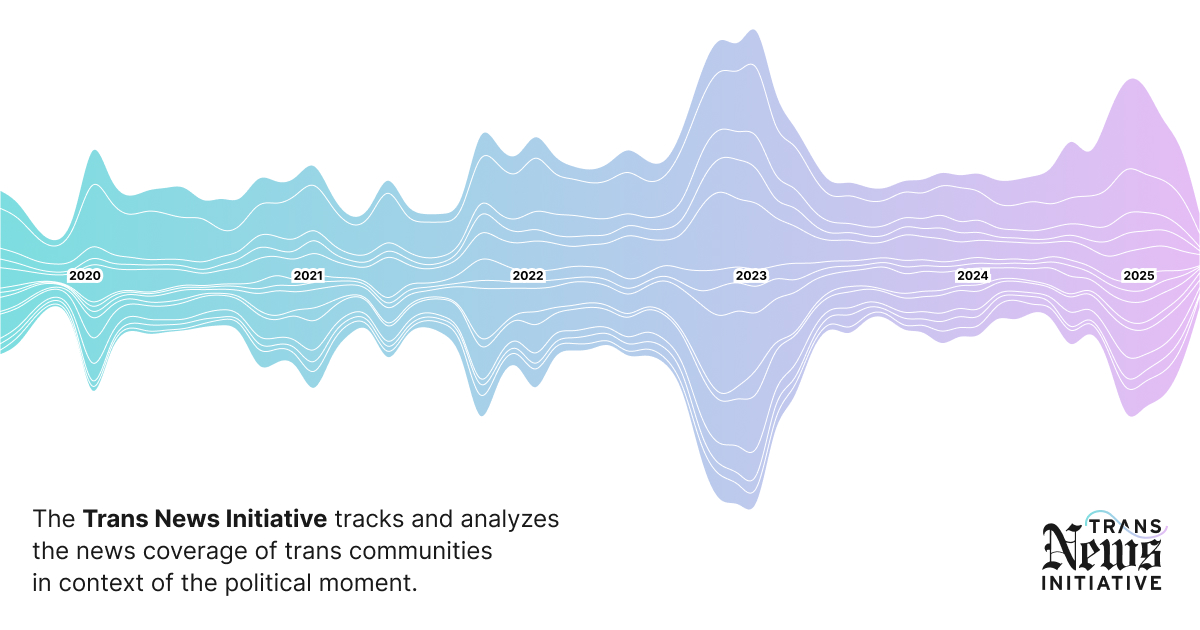 2020
2021
2022
2023
2024
2025
The Trans News Initiative tracks and analyzes
the news coverage of trans communities
in context of the political moment.
TRANS
News
INITIATIVE